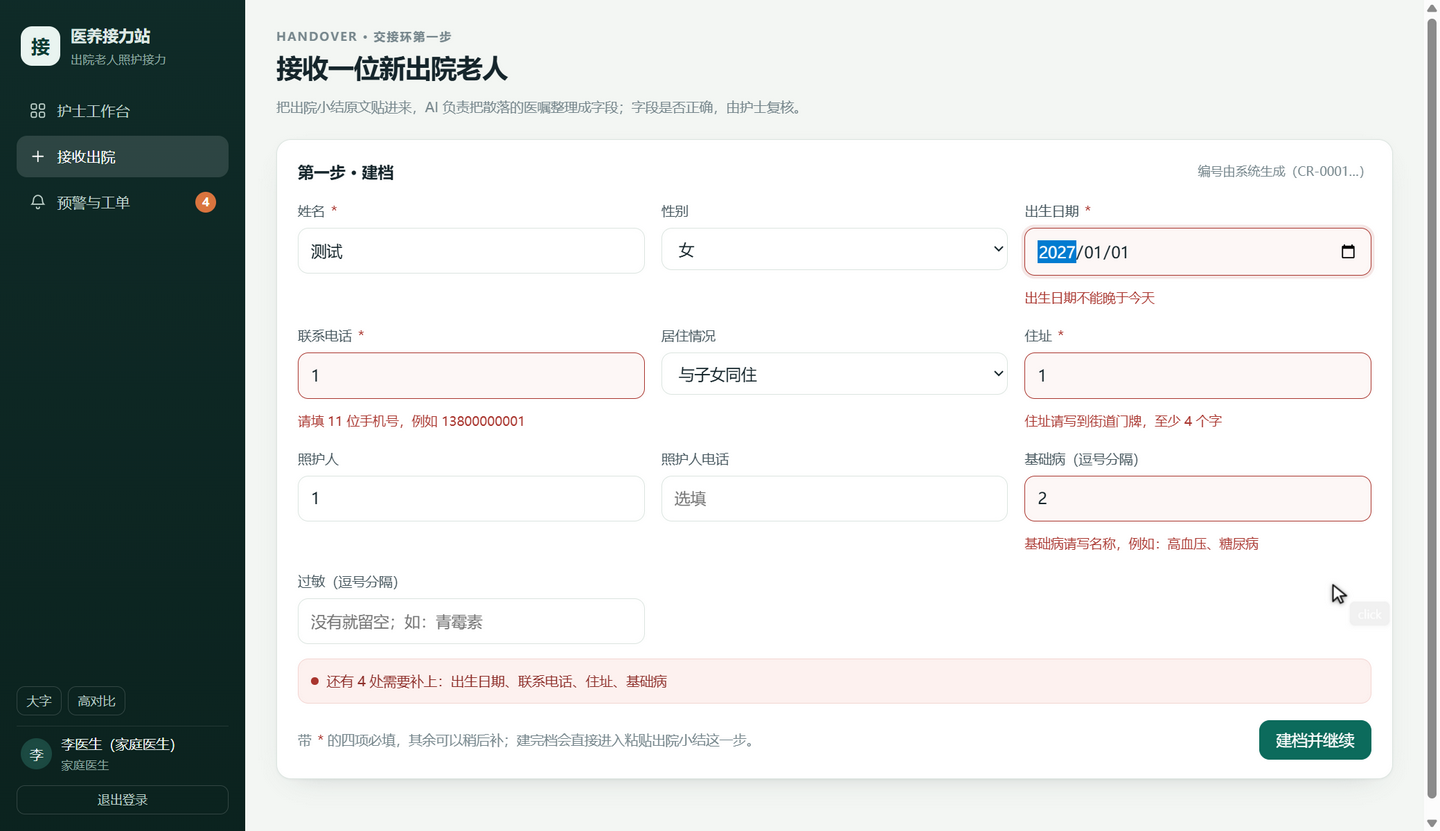 接
医养接力站
出院老人照护接力
护士工作台
接收出院
预警与工单
4
大字
高对比
李
李医生（家庭医生）
家庭医生
退出登录
HANDOVER • 交接环第一步
接收一位新出院老人
把出院小结原文贴进来，AI 负责把散落的医嘱整理成字段；字段是否正确，由护士复核。
第一步 • 建档
编号由系统生成（CR-0001…）
姓名 *
性别
出生日期 *
测试
女
2027/01/01
出生日期不能晚于今天
联系电话 *
居住情况
住址 *
1
与子女同住
1
请填 11 位手机号，例如 13800000001
住址请写到街道门牌，至少 4 个字
照护人
照护人电话
基础病（逗号分隔）
1
选填
2
基础病请写名称，例如：高血压、糖尿病
过敏（逗号分隔）
click
没有就留空；如：青霉素
还有 4 处需要补上：出生日期、联系电话、住址、基础病
带 * 的四项必填，其余可以稍后补；建完档会直接进入粘贴出院小结这一步。
建档并继续